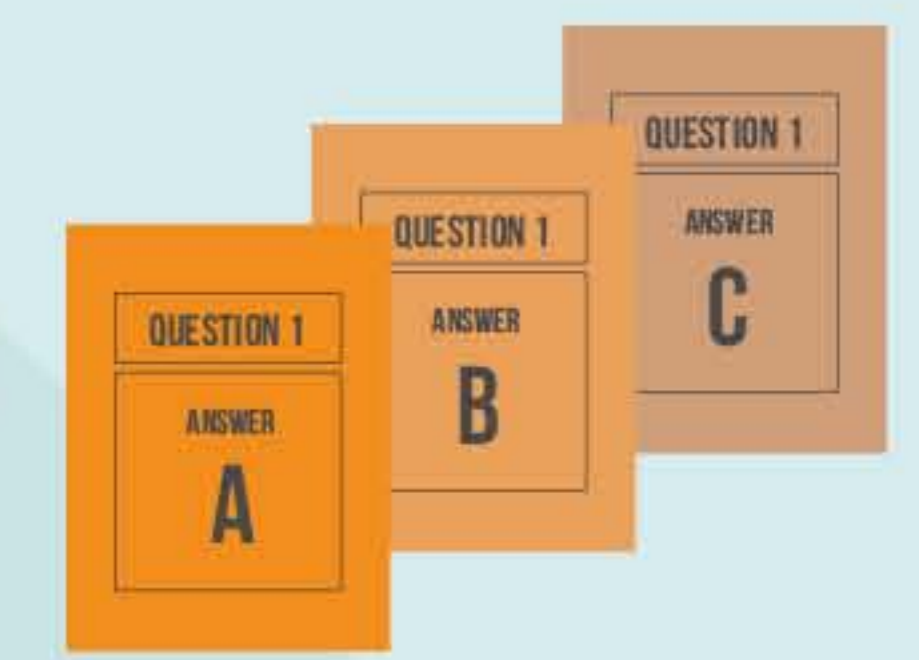 QUESTION 1
ANSWER
A
QUESTION 1
ANSWER
B
QUESTION 1
ANSWER
C